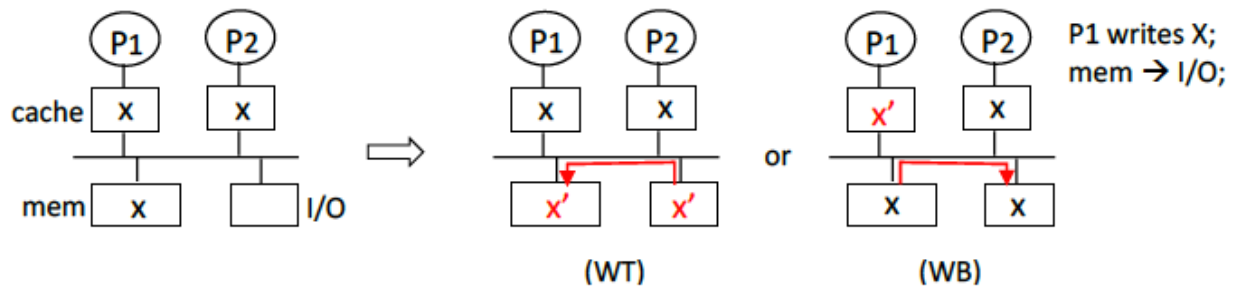 P1 P2 P1 P2 P1 P2 P1 writes X;
mem → I/O;
cache X X X X X' X
or
mem X I/O X' X' X X
(WT) (WB)